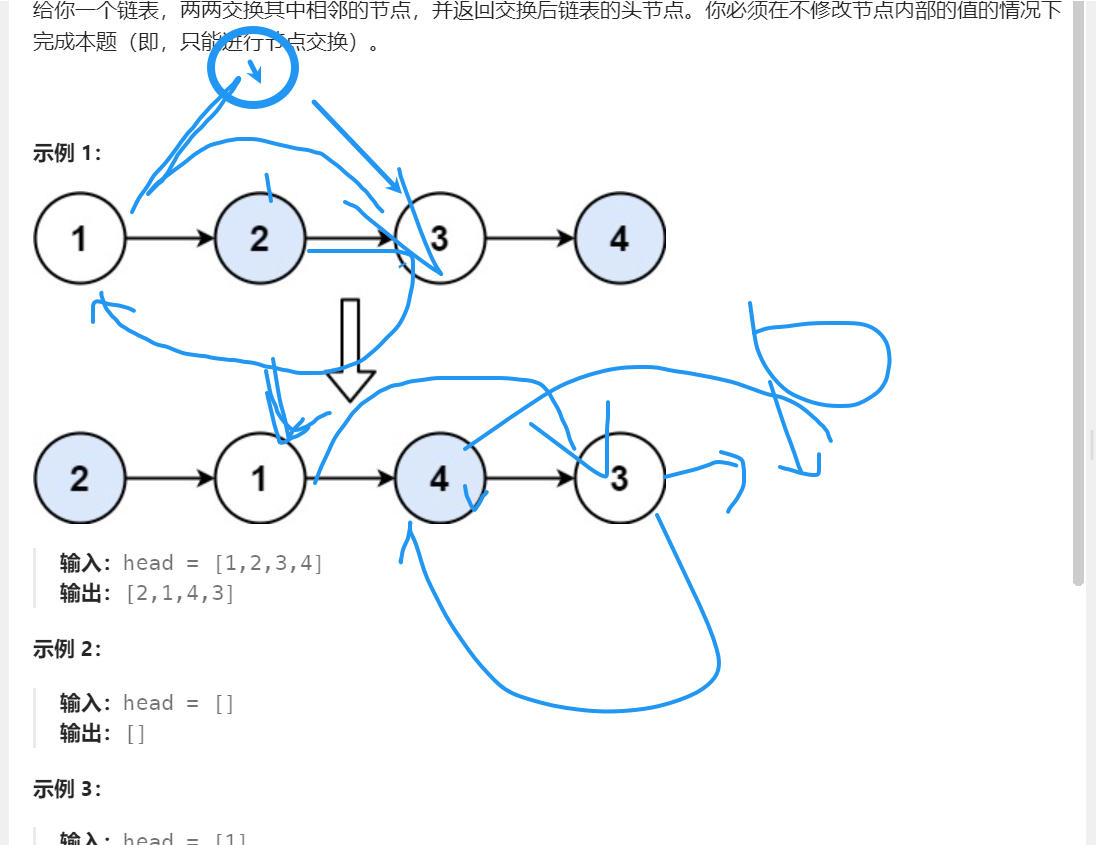 给你一个链表，两两交换其中相邻的节点，并返回交换后链表的头节点。你必须在不修改节点内部的值的情况下
完成本题（即，只能进行节点交换）。
示例 1：
1 2 3 4
2 1 4 3
输入：head = [1,2,3,4]
输出：[2,1,4,3]
示例 2：
输入：head = []
输出：[]
示例 3：
输入：head = [1]